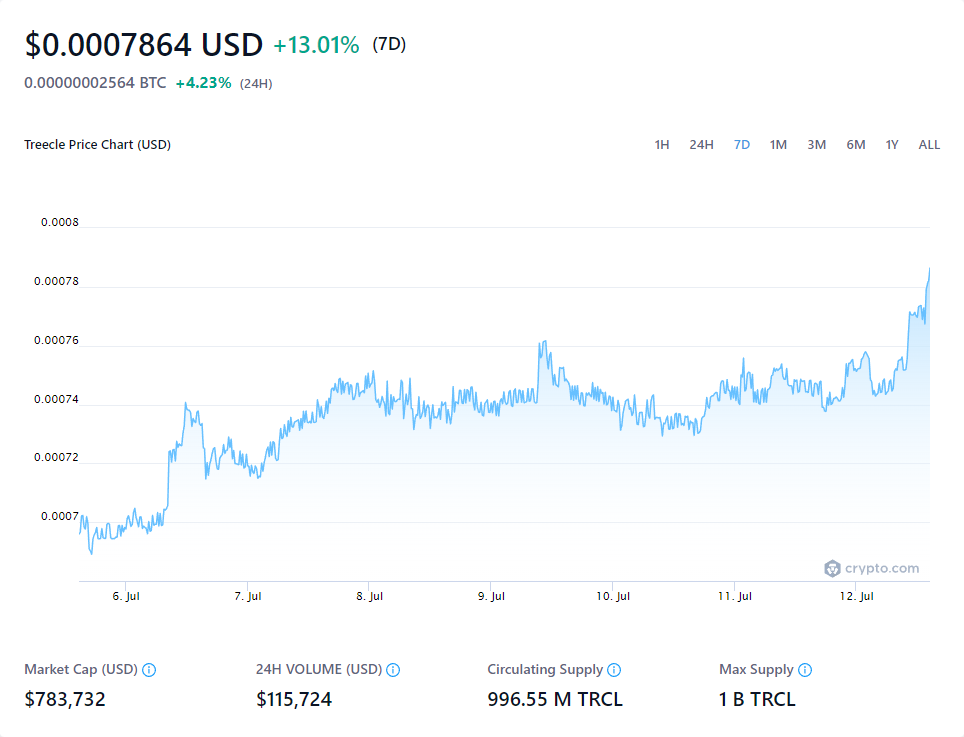 $0.0007864 USD +13.01% (7D)
0.00000002564 BTC +4.23% (24H)
Treecle Price Chart (USD) 1H 24H 7D 1M 3M 6M 1Y ALL
0.0008
0.00078
0.00076
0.00074
0.00072
0.0007
crypto.com
6. Jul 7. Jul 8. Jul 9. Jul 10. Jul 11. Jul 12. Jul
Market Cap (USD) 24H VOLUME (USD) Circulating Supply Max Supply
$783,732 $115,724 996.55 M TRCL 1 B TRCL